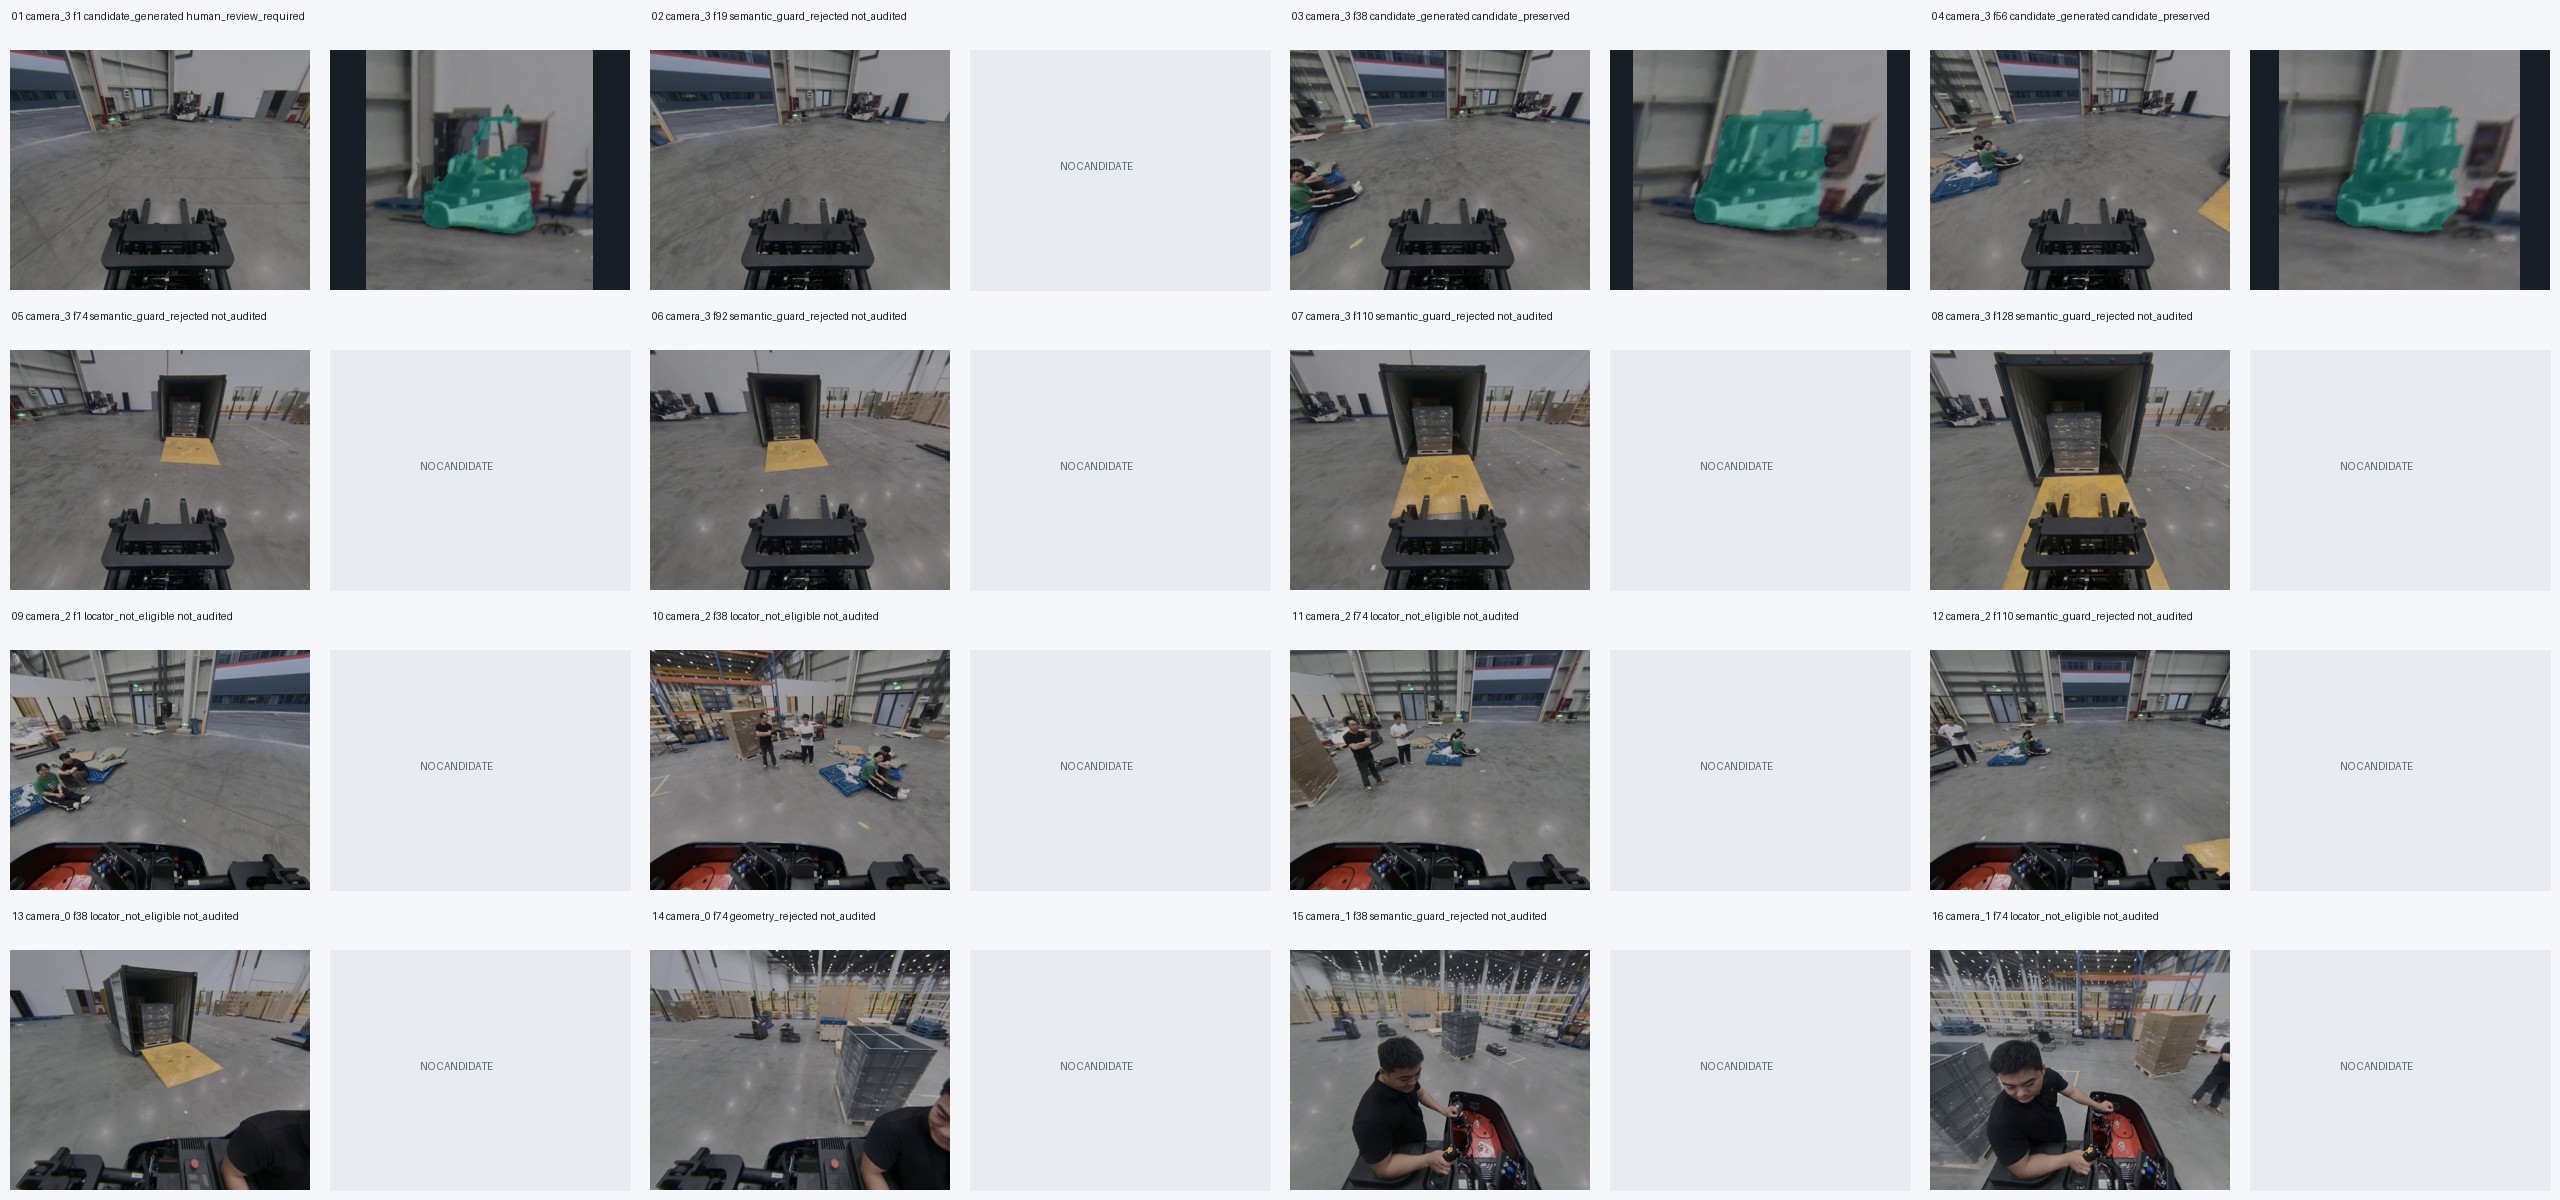 01 camera_3 f1 candidate_generated human_review_required
02 camera_3 f19 semantic_guard_rejected not_audited
03 camera_3 f38 candidate_generated candidate_preserved
04 camera_3 f56 candidate_generated candidate_preserved
NO CANDIDATE
05 camera_3 f74 semantic_guard_rejected not_audited
06 camera_3 f92 semantic_guard_rejected not_audited
07 camera_3 f110 semantic_guard_rejected not_audited
08 camera_3 f128 semantic_guard_rejected not_audited
NO CANDIDATE
NO CANDIDATE
NO CANDIDATE
NO CANDIDATE
09 camera_2 f1 locator_not_eligible not_audited
10 camera_2 f38 locator_not_eligible not_audited
11 camera_2 f74 locator_not_eligible not_audited
12 camera_2 f110 semantic_guard_rejected not_audited
NO CANDIDATE
NO CANDIDATE
NO CANDIDATE
NO CANDIDATE
13 camera_0 f38 locator_not_eligible not_audited
14 camera_0 f74 geometry_rejected not_audited
15 camera_1 f38 semantic_guard_rejected not_audited
16 camera_1 f74 locator_not_eligible not_audited
NO CANDIDATE
NO CANDIDATE
NO CANDIDATE
NO CANDIDATE